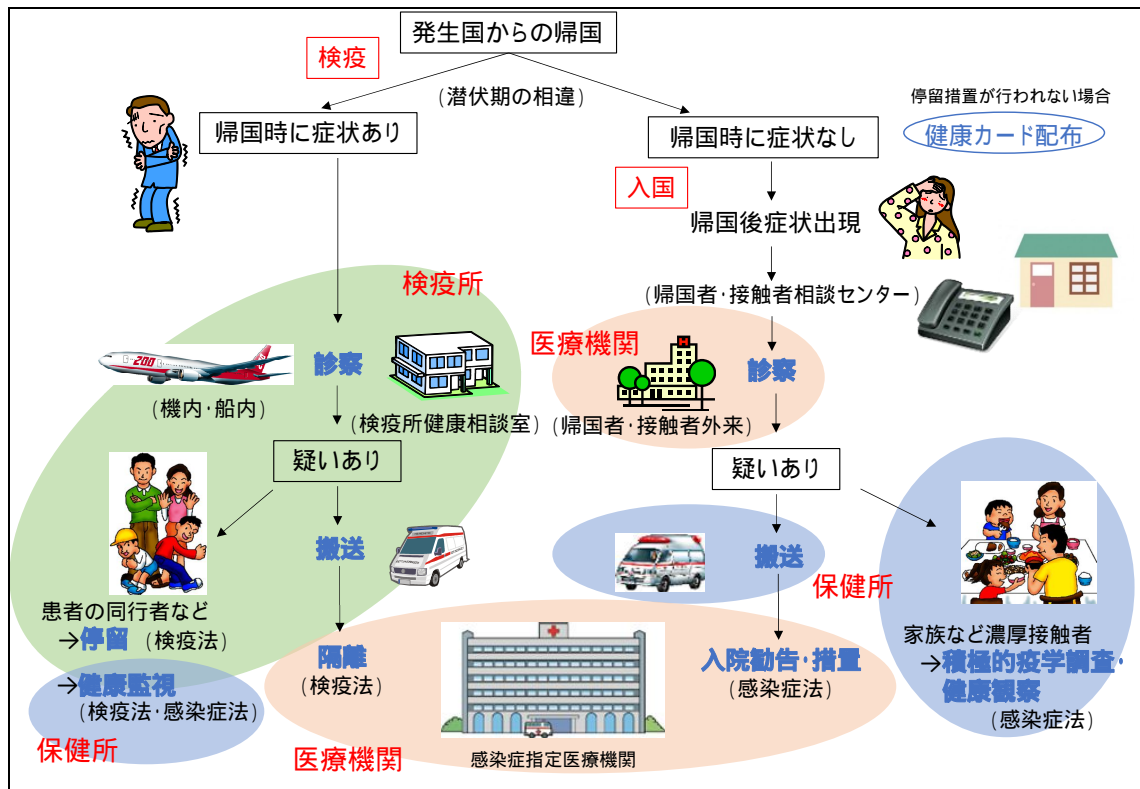 発生国からの帰国
検疫
(潜伏期の相違)
停留措置が行われない場合
健康カード配布
帰国時に症状あり
帰国時に症状なし
入国
帰国後症状出現
検疫所
(帰国者・接触者相談センター)
医療機関
200
診察
診察
(機内・船内)
(検疫所健康相談室)
(帰国者・接触者外来)
H
疑いあり
疑いあり
搬送
搬送
保健所
患者の同行者など
→停留 (検疫法)
→健康監視
(検疫法・感染症法)
保健所
隔離
(検疫法)
医療機関
感染症指定医療機関
入院勧告・措置
(感染症法)
家族など濃厚接触者
→積極的疫学調査・
健康観察
(感染症法)